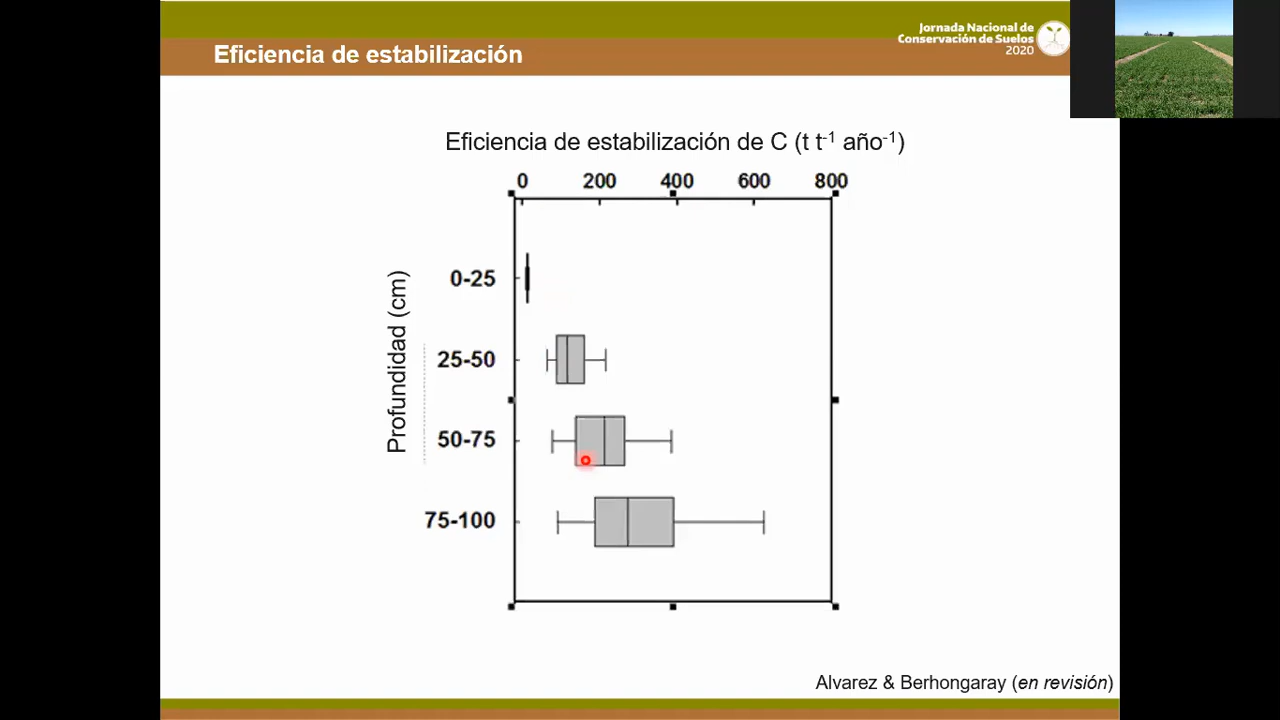 Jornada Nacional de
Conservación de Suelos
2020
Eficiencia de estabilización
Eficiencia de estabilización de C (t t⁻¹ año⁻¹)
0 200 400 600 800
Profundidad (cm)
0-25
25-50
50-75
75-100
Alvarez & Berhongaray (en revisión)